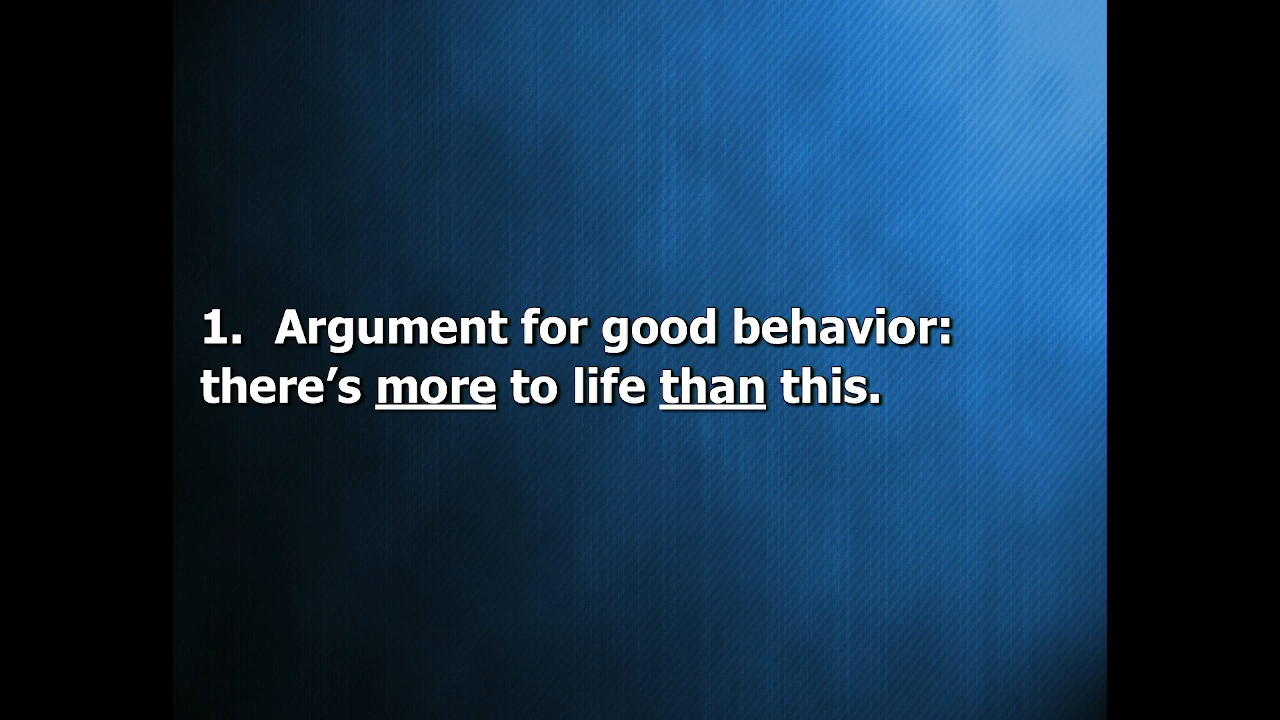 1. Argument for good behavior:
there’s more to life than this.